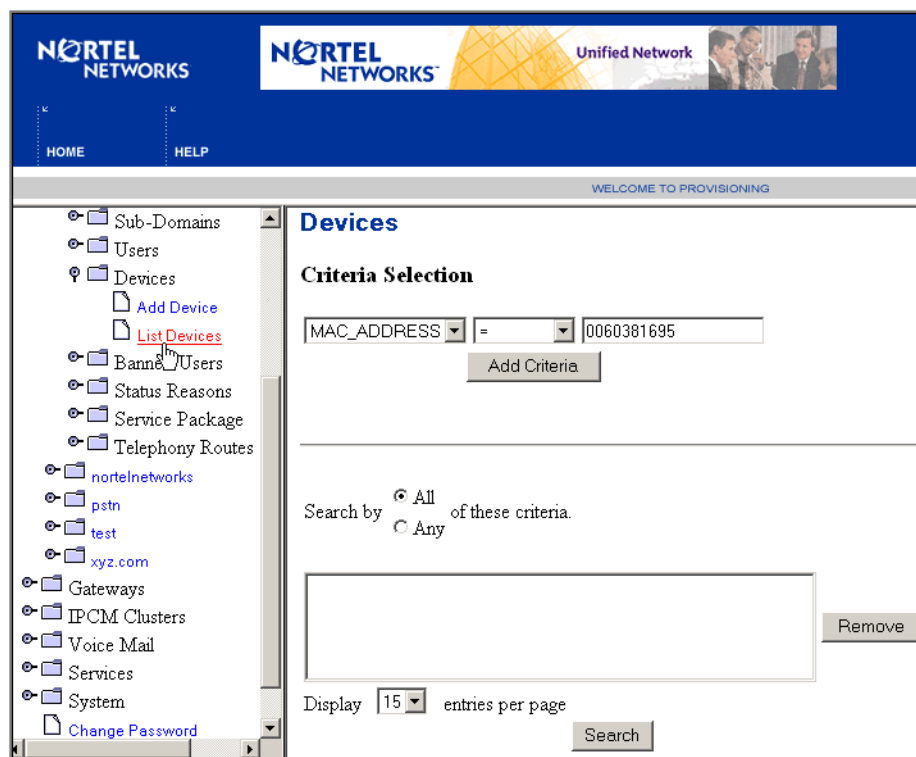 NORTEL
NETWORKS
NORTEL
NETWORKS
Unified Network
HOME
HELP
WELCOME TO PROVISIONING
Sub-Domains
Users
Devices
Add Device
List Devices
Users
Status Reasons
Service Package
Telephony Routes
nortelnetworks
pstn
test
xyz.com
Gateways
IPCM Clusters
Voice Mail
Services
System
Change Password
Devices
Criteria Selection
MAC_ADDRESS = 0060381695
Add Criteria
Search by All
Any of these criteria.
Remove
Display 15 entries per page
Search